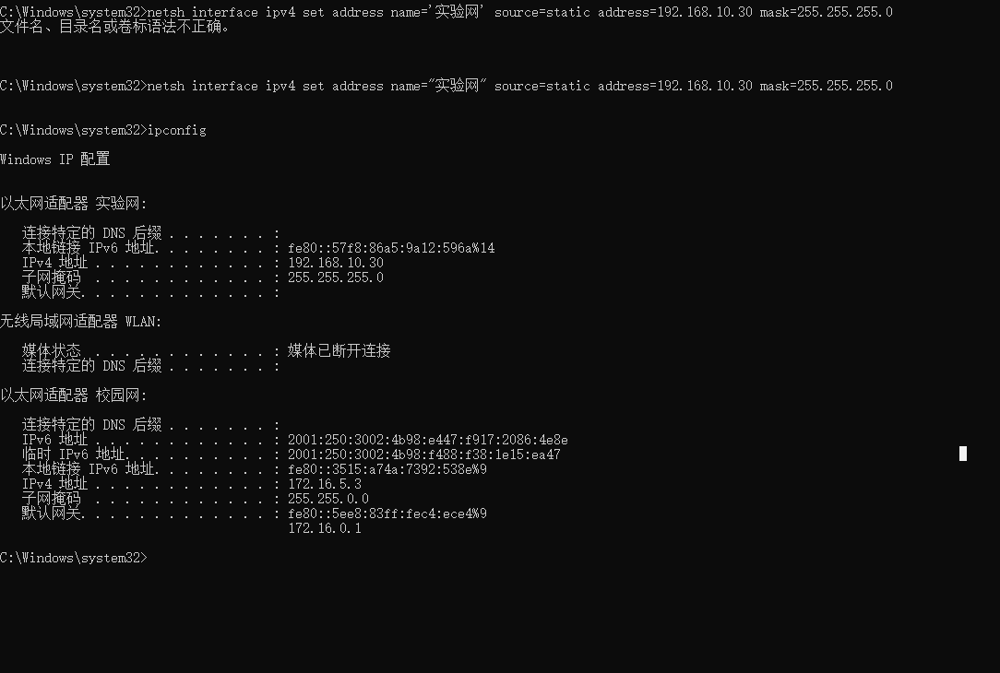 C:\Windows\system32>netsh interface ipv4 set address name='实验网' source=static address=192.168.10.30 mask=255.255.255.0
文件名、目录名或卷标语法不正确。
C:\Windows\system32>netsh interface ipv4 set address name="实验网" source=static address=192.168.10.30 mask=255.255.255.0
C:\Windows\system32>ipconfig
Windows IP 配置
以太网适配器 实验网:
连接特定的 DNS 后缀 . . . . . . . :
本地链接 IPv6 地址. . . . . . . . : fe80::57f8:86a5:9a12:596a%14
IPv4 地址 . . . . . . . . . . . . : 192.168.10.30
子网掩码  . . . . . . . . . . . . : 255.255.255.0
默认网关. . . . . . . . . . . . . :
无线局域网适配器 WLAN:
媒体状态  . . . . . . . . . . . . : 媒体已断开连接
连接特定的 DNS 后缀 . . . . . . . :
以太网适配器 校园网:
连接特定的 DNS 后缀 . . . . . . . :
IPv6 地址 . . . . . . . . . . . . : 2001:250:3002:4b98:e447:f917:2086:4e8e
临时 IPv6 地址. . . . . . . . . . : 2001:250:3002:4b98:f488:f38:1e15:ea47
本地链接 IPv6 地址. . . . . . . . : fe80::3515:a74a:7392:538e%9
IPv4 地址 . . . . . . . . . . . . : 172.16.5.3
子网掩码  . . . . . . . . . . . . : 255.255.0.0
默认网关. . . . . . . . . . . . . : fe80::5ee8:83ff:fec4:ece4%9
172.16.0.1
C:\Windows\system32>